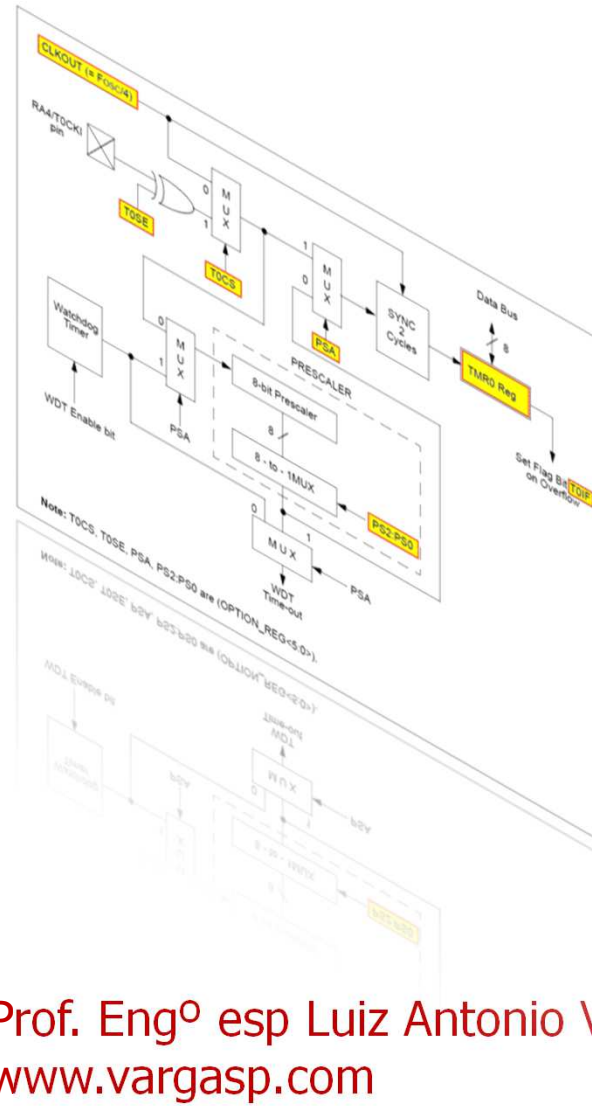 CLKOUT (= Fosc/4)
RA4/T0CKI
pin
T0SE
0
1
M
U
X
T0CS
1
0
M
U
X
PSA
SYNC
2
Cycles
Data Bus
8
TMR0 Reg
Set Flag Bit T0IF
on Overflow
Watchdog
Timer
WDT Enable bit
0
1
M
U
X
PSA
PRESCALER
8-bit Prescaler
8
8 - to - 1MUX
PS2:PS0
0
1
MUX
PSA
WDT
Time-out
Note: T0CS, T0SE, PSA, PS2:PS0 are (OPTION_REG<5:0>).
Prof. Engº esp Luiz Antonio V
www.vargasp.com